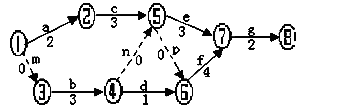 ② c 3 ⑤ e 3
a 2 n 0 0 p ⑦ g 2 ⑧
① m 0 f 4
③ b 3 ④ d 1 ⑥